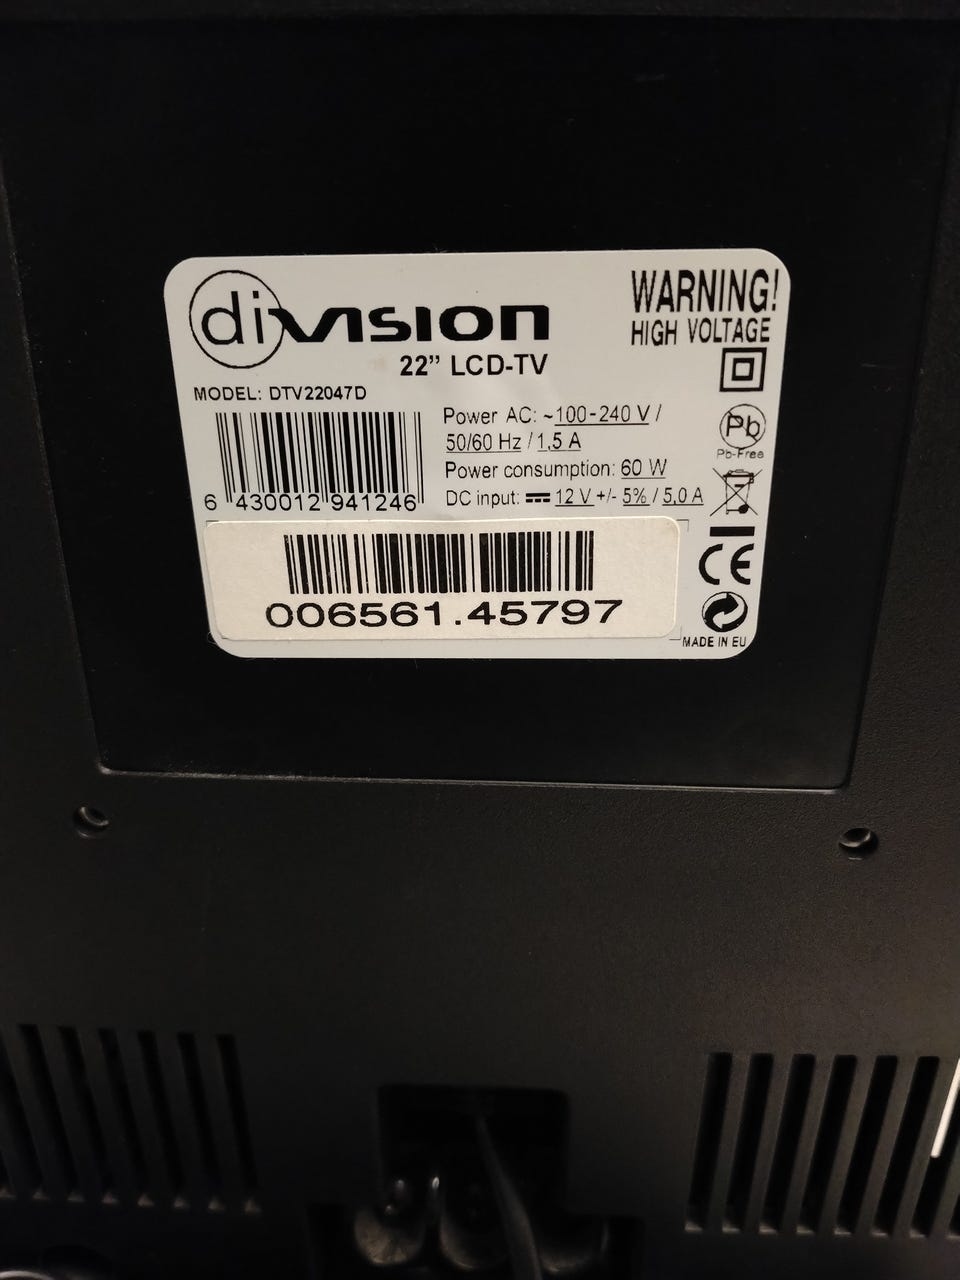 division
22” LCD-TV
WARNING!
HIGH VOLTAGE
MODEL: DTV22047D
6 430012 941246
Power AC: ~100-240 V /
50/60 Hz / 1,5 A
Power consumption: 60 W
DC input: 12 V +/- 5% / 5,0 A
Pb
Pb-Free
CE
006561.45797
MADE IN EU